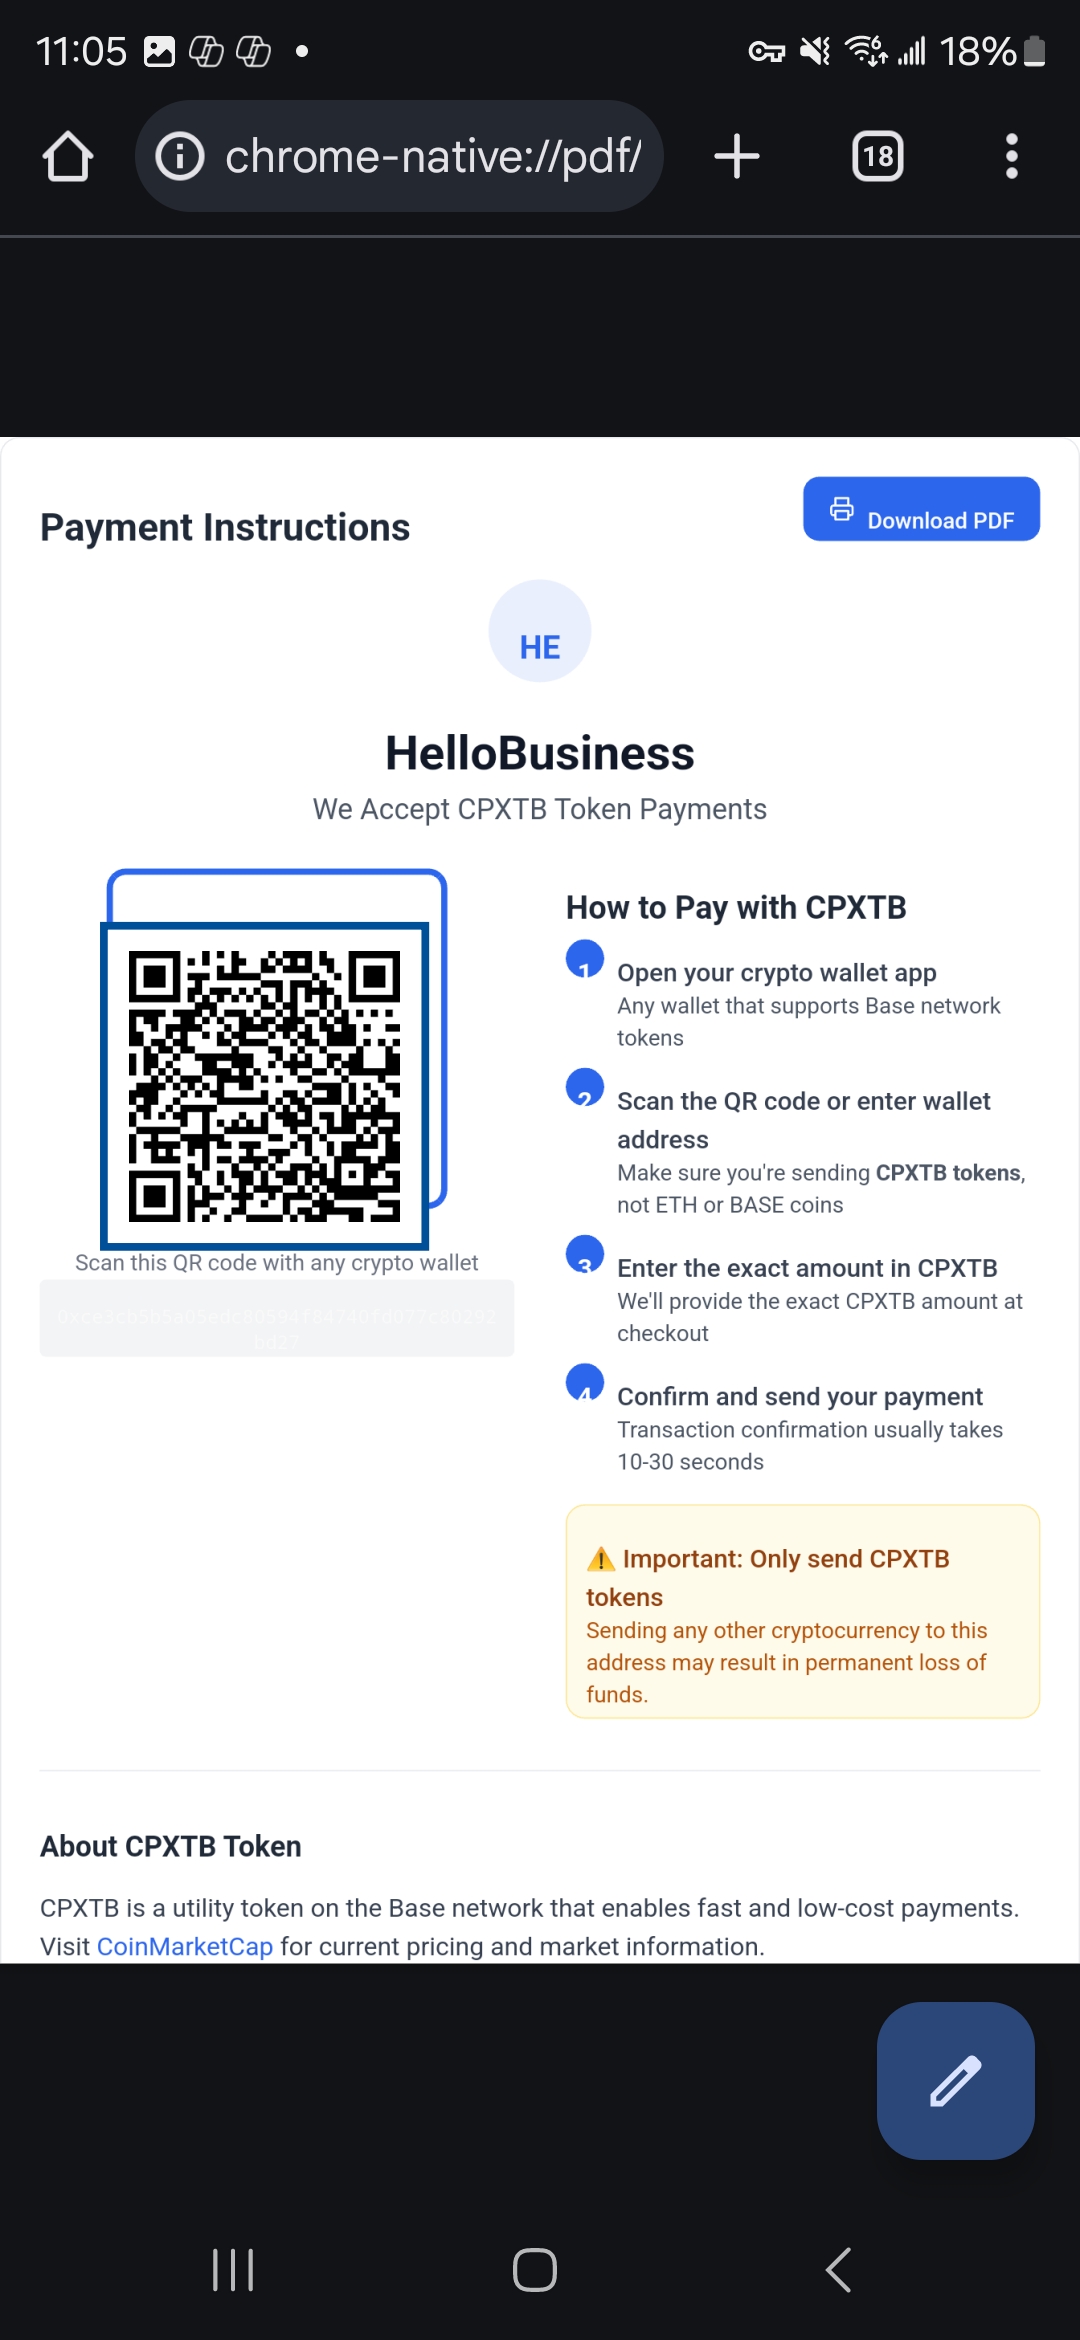 11:05
6
18%
chrome-native://pdf/
18
Payment Instructions
Download PDF
HE
HelloBusiness
We Accept CPXTB Token Payments
Scan this QR code with any crypto wallet
How to Pay with CPXTB
1
Open your crypto wallet app
Any wallet that supports Base network
tokens
2
Scan the QR code or enter wallet
address
Make sure you're sending CPXTB tokens,
not ETH or BASE coins
3
Enter the exact amount in CPXTB
We'll provide the exact CPXTB amount at
checkout
4
Confirm and send your payment
Transaction confirmation usually takes
10-30 seconds
⚠️ Important: Only send CPXTB
tokens
Sending any other cryptocurrency to this
address may result in permanent loss of
funds.
About CPXTB Token
CPXTB is a utility token on the Base network that enables fast and low-cost payments.
Visit CoinMarketCap for current pricing and market information.